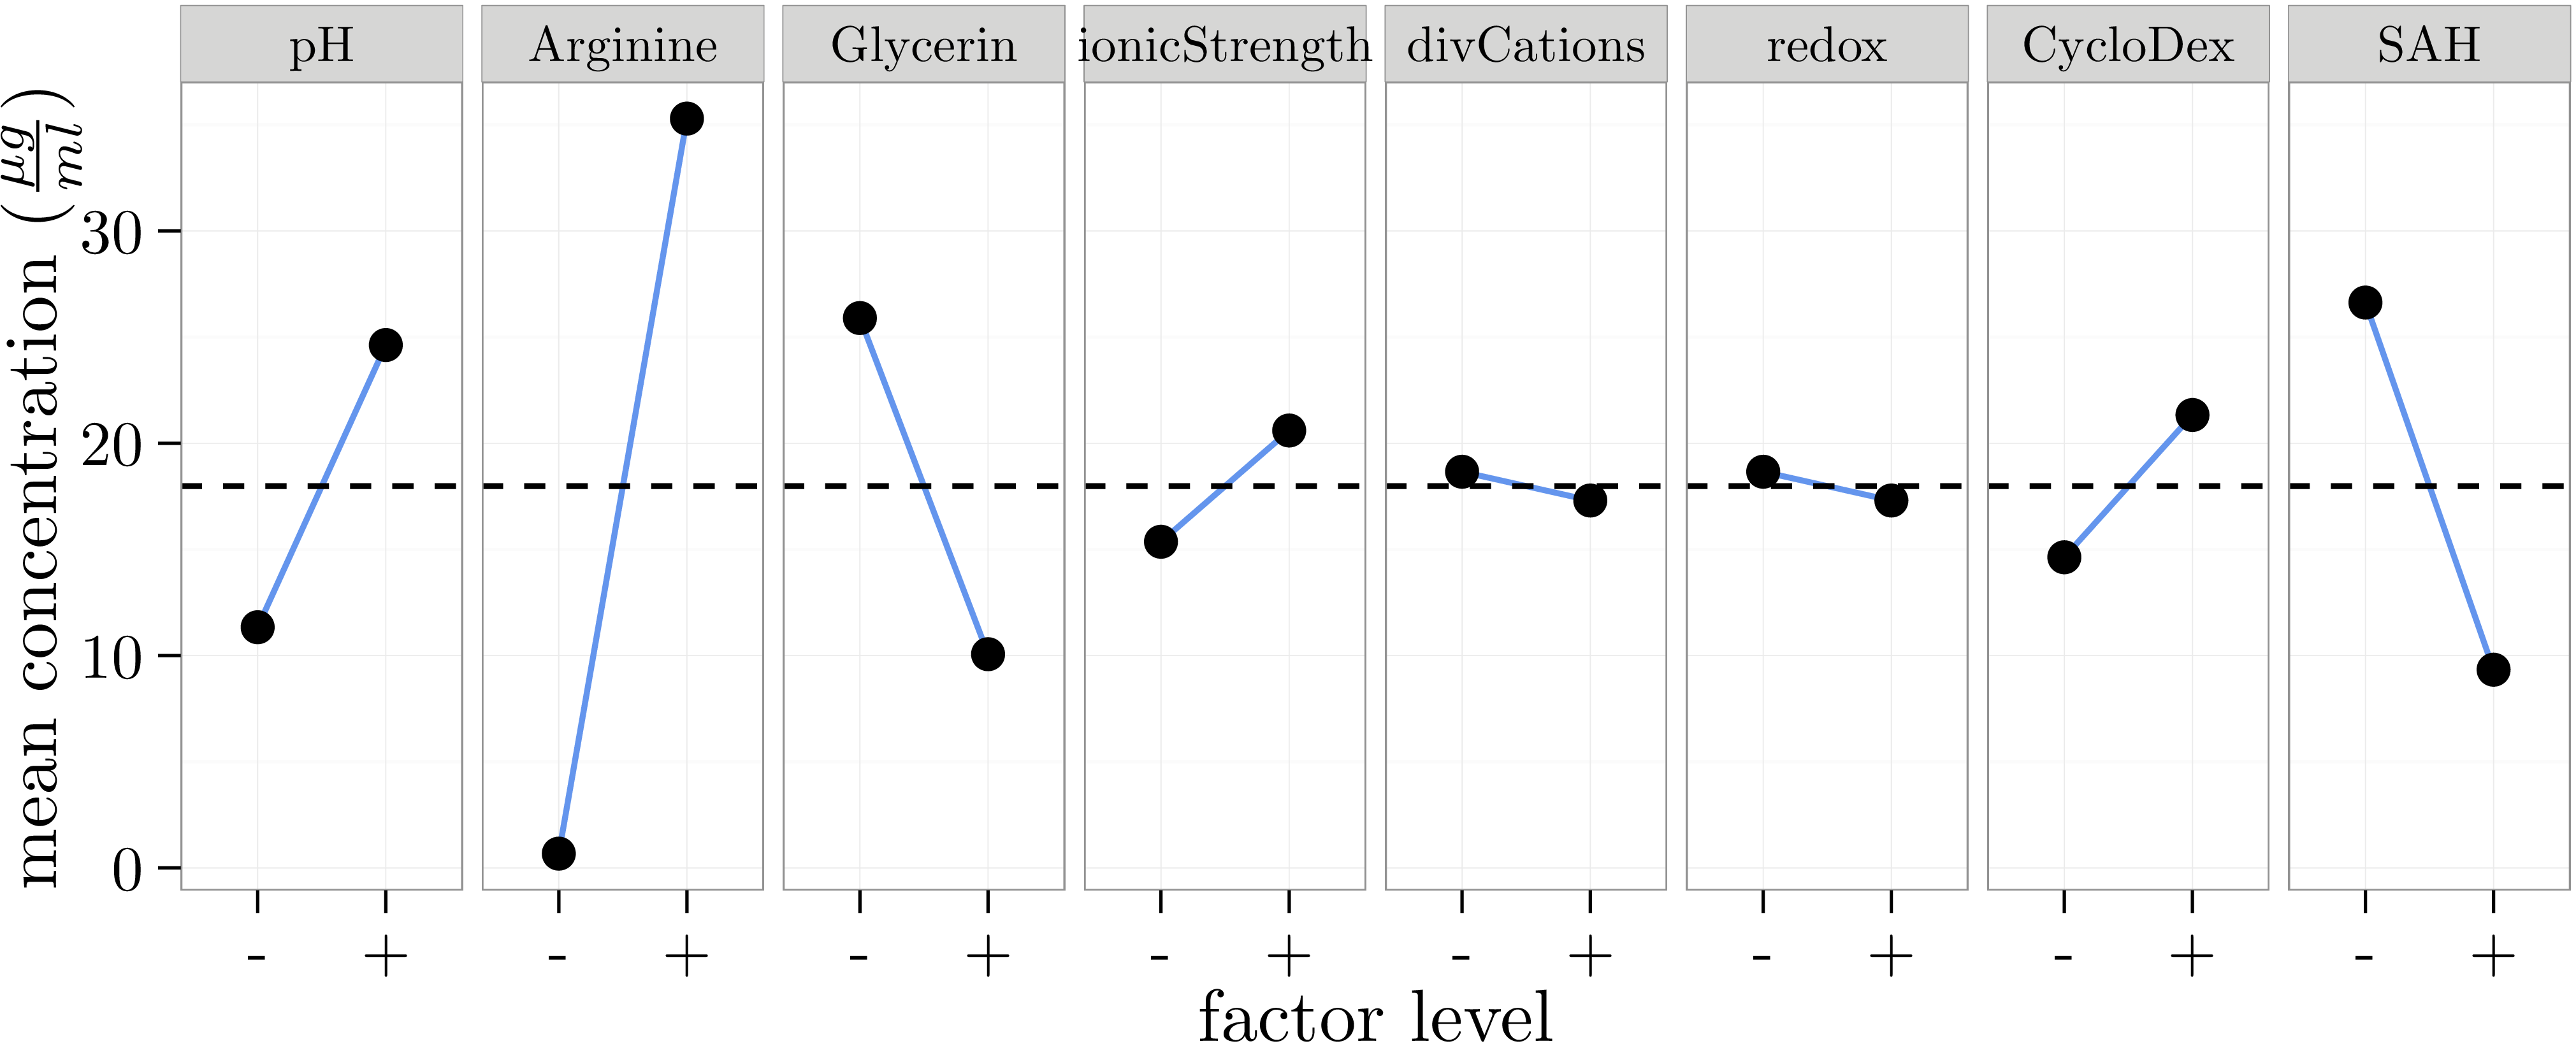 pH Arginine Glycerin ionicStrength divCations redox CycloDex SAH
mean concentration (μg/ml)
30
20
10
0
- + - + - + - + - + - + - + - +
factor level